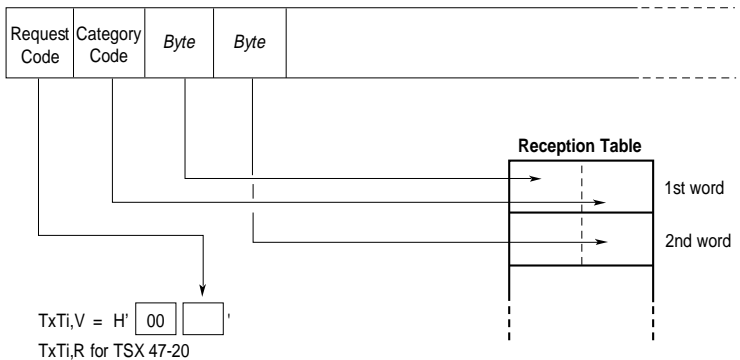 Request Code
Category Code
Byte
Byte
Reception Table
1st word
2nd word
TxTi,V = H' 00 '
TxTi,R for TSX 47-20